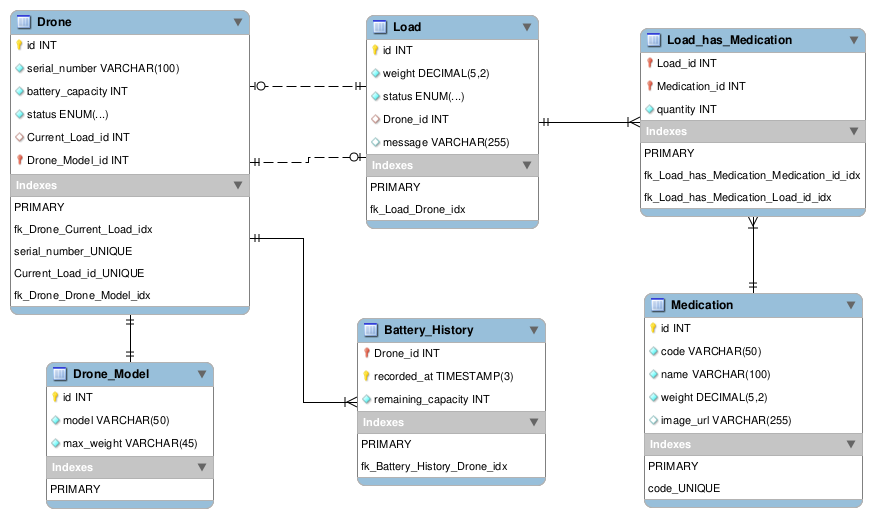 Drone
id INT
serial_number VARCHAR(100)
battery_capacity INT
status ENUM(...)
Current_Load_id INT
Drone_Model_id INT
Indexes
PRIMARY
fk_Drone_Current_Load_idx
serial_number_UNIQUE
Current_Load_id_UNIQUE
fk_Drone_Drone_Model_idx
Load
id INT
weight DECIMAL(5,2)
status ENUM(...)
Drone_id INT
message VARCHAR(255)
Indexes
PRIMARY
fk_Load_Drone_idx
Load_has_Medication
Load_id INT
Medication_id INT
quantity INT
Indexes
PRIMARY
fk_Load_has_Medication_Medication_id_idx
fk_Load_has_Medication_Load_id_idx
Drone_Model
id INT
model VARCHAR(50)
max_weight VARCHAR(45)
Indexes
PRIMARY
Battery_History
Drone_id INT
recorded_at TIMESTAMP(3)
remaining_capacity INT
Indexes
PRIMARY
fk_Battery_History_Drone_idx
Medication
id INT
code VARCHAR(50)
name VARCHAR(100)
weight DECIMAL(5,2)
image_url VARCHAR(255)
Indexes
PRIMARY
code_UNIQUE